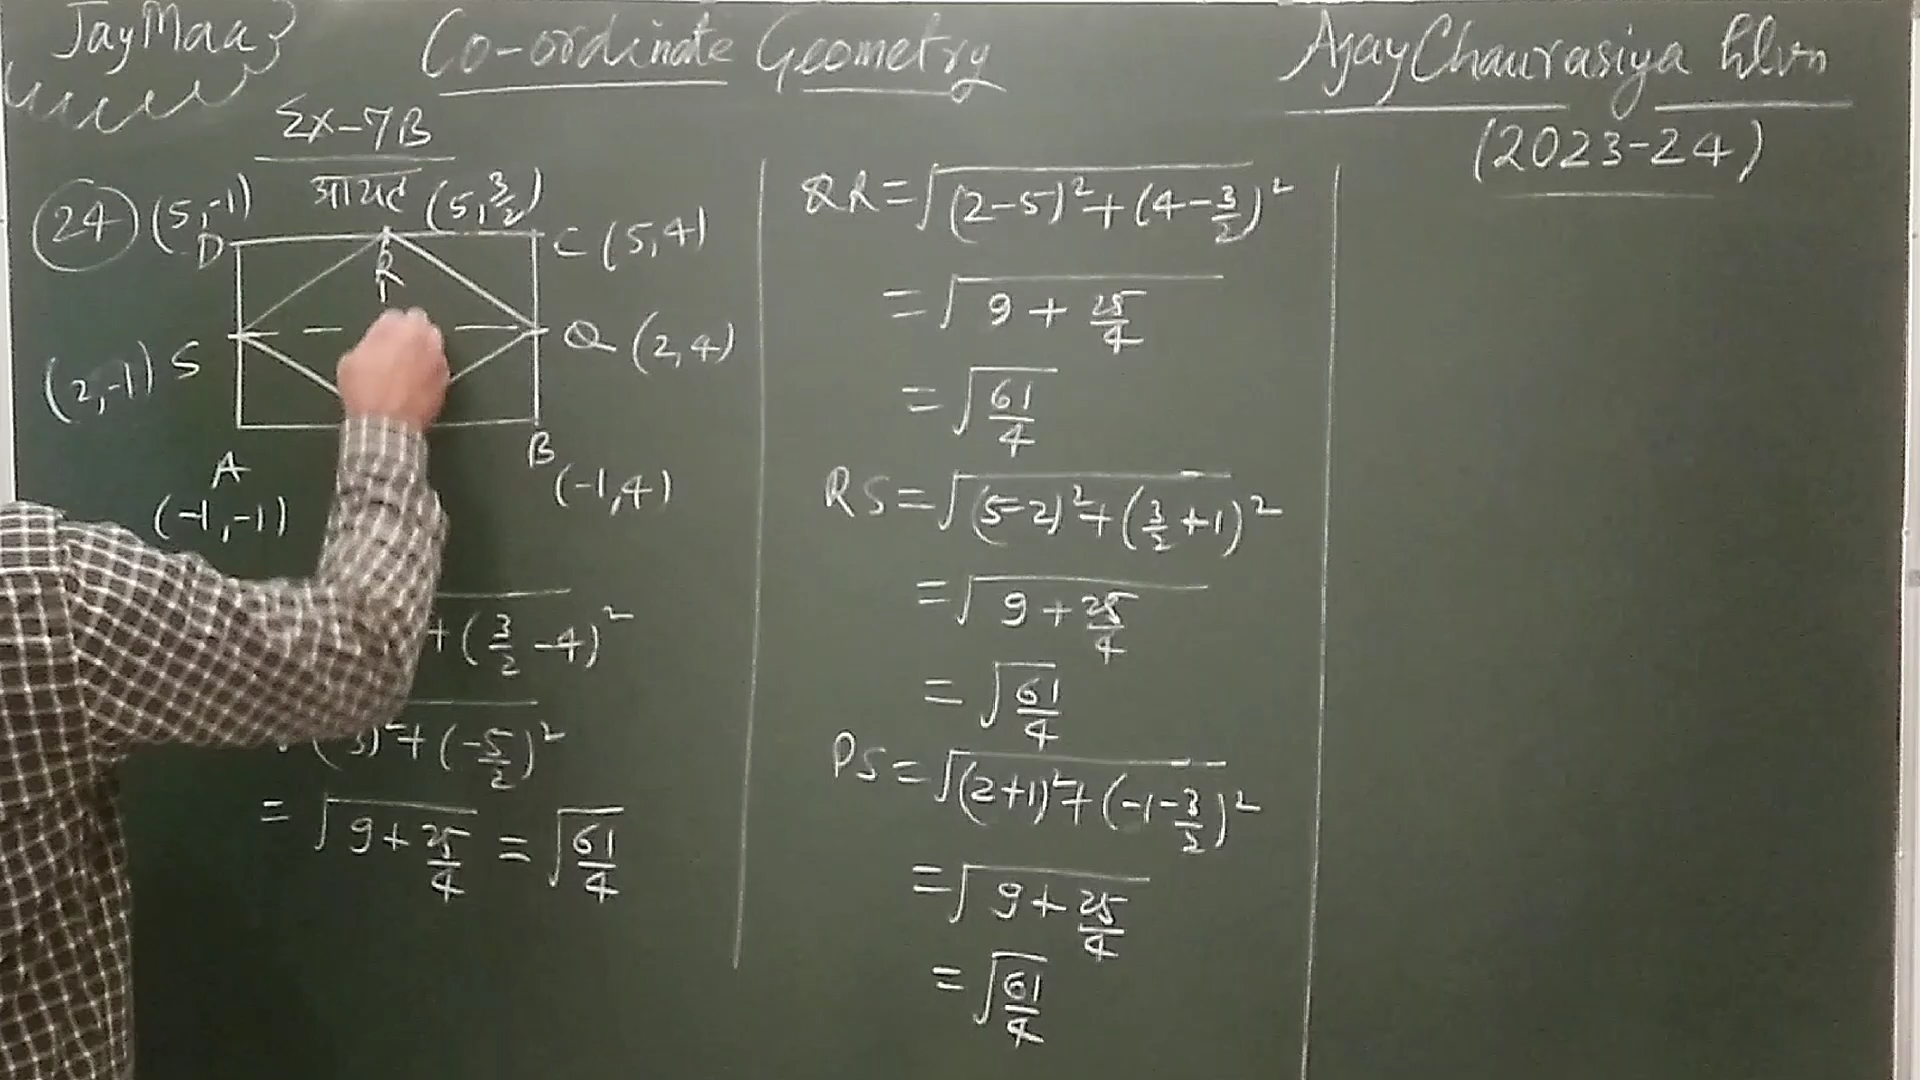 JayMaa}
Co-ordinate Geometry
AjayChaurasiya hlvn
(2023-24)
Ex-7B
(24)
आयत
(5,-1) D
(5,3/2)
R
C (5,4)
(2,-1) S
Q (2,4)
A
(-1,-1)
B
(-1,4)
+(3/2-4)²
3)²+(-5/2)²
=√(9+25/4) = √(61/4)
QR=√((2-5)²+(4-3/2)²)
=√(9+25/4)
=√(61/4)
RS=√((5-2)²+(3/2+1)²)
=√(9+25/4)
=√(61/4)
PS=√((2+1)²+(-1-3/2)²)
=√(9+25/4)
=√(61/4)